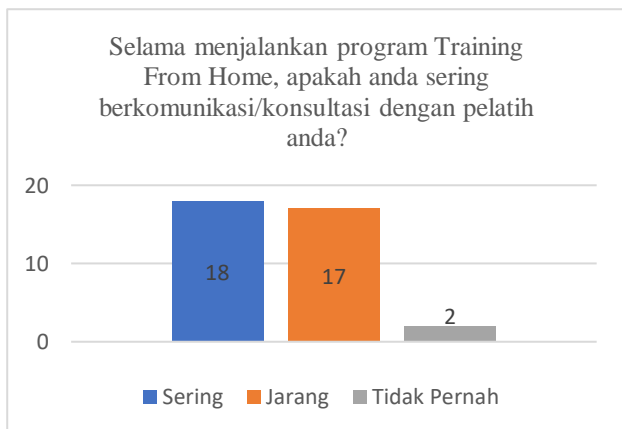 Selama menjalankan program Training
From Home, apakah anda sering
berkomunikasi/konsultasi dengan pelatih
anda?
20
10
0
18
17
2
Sering Jarang Tidak Pernah